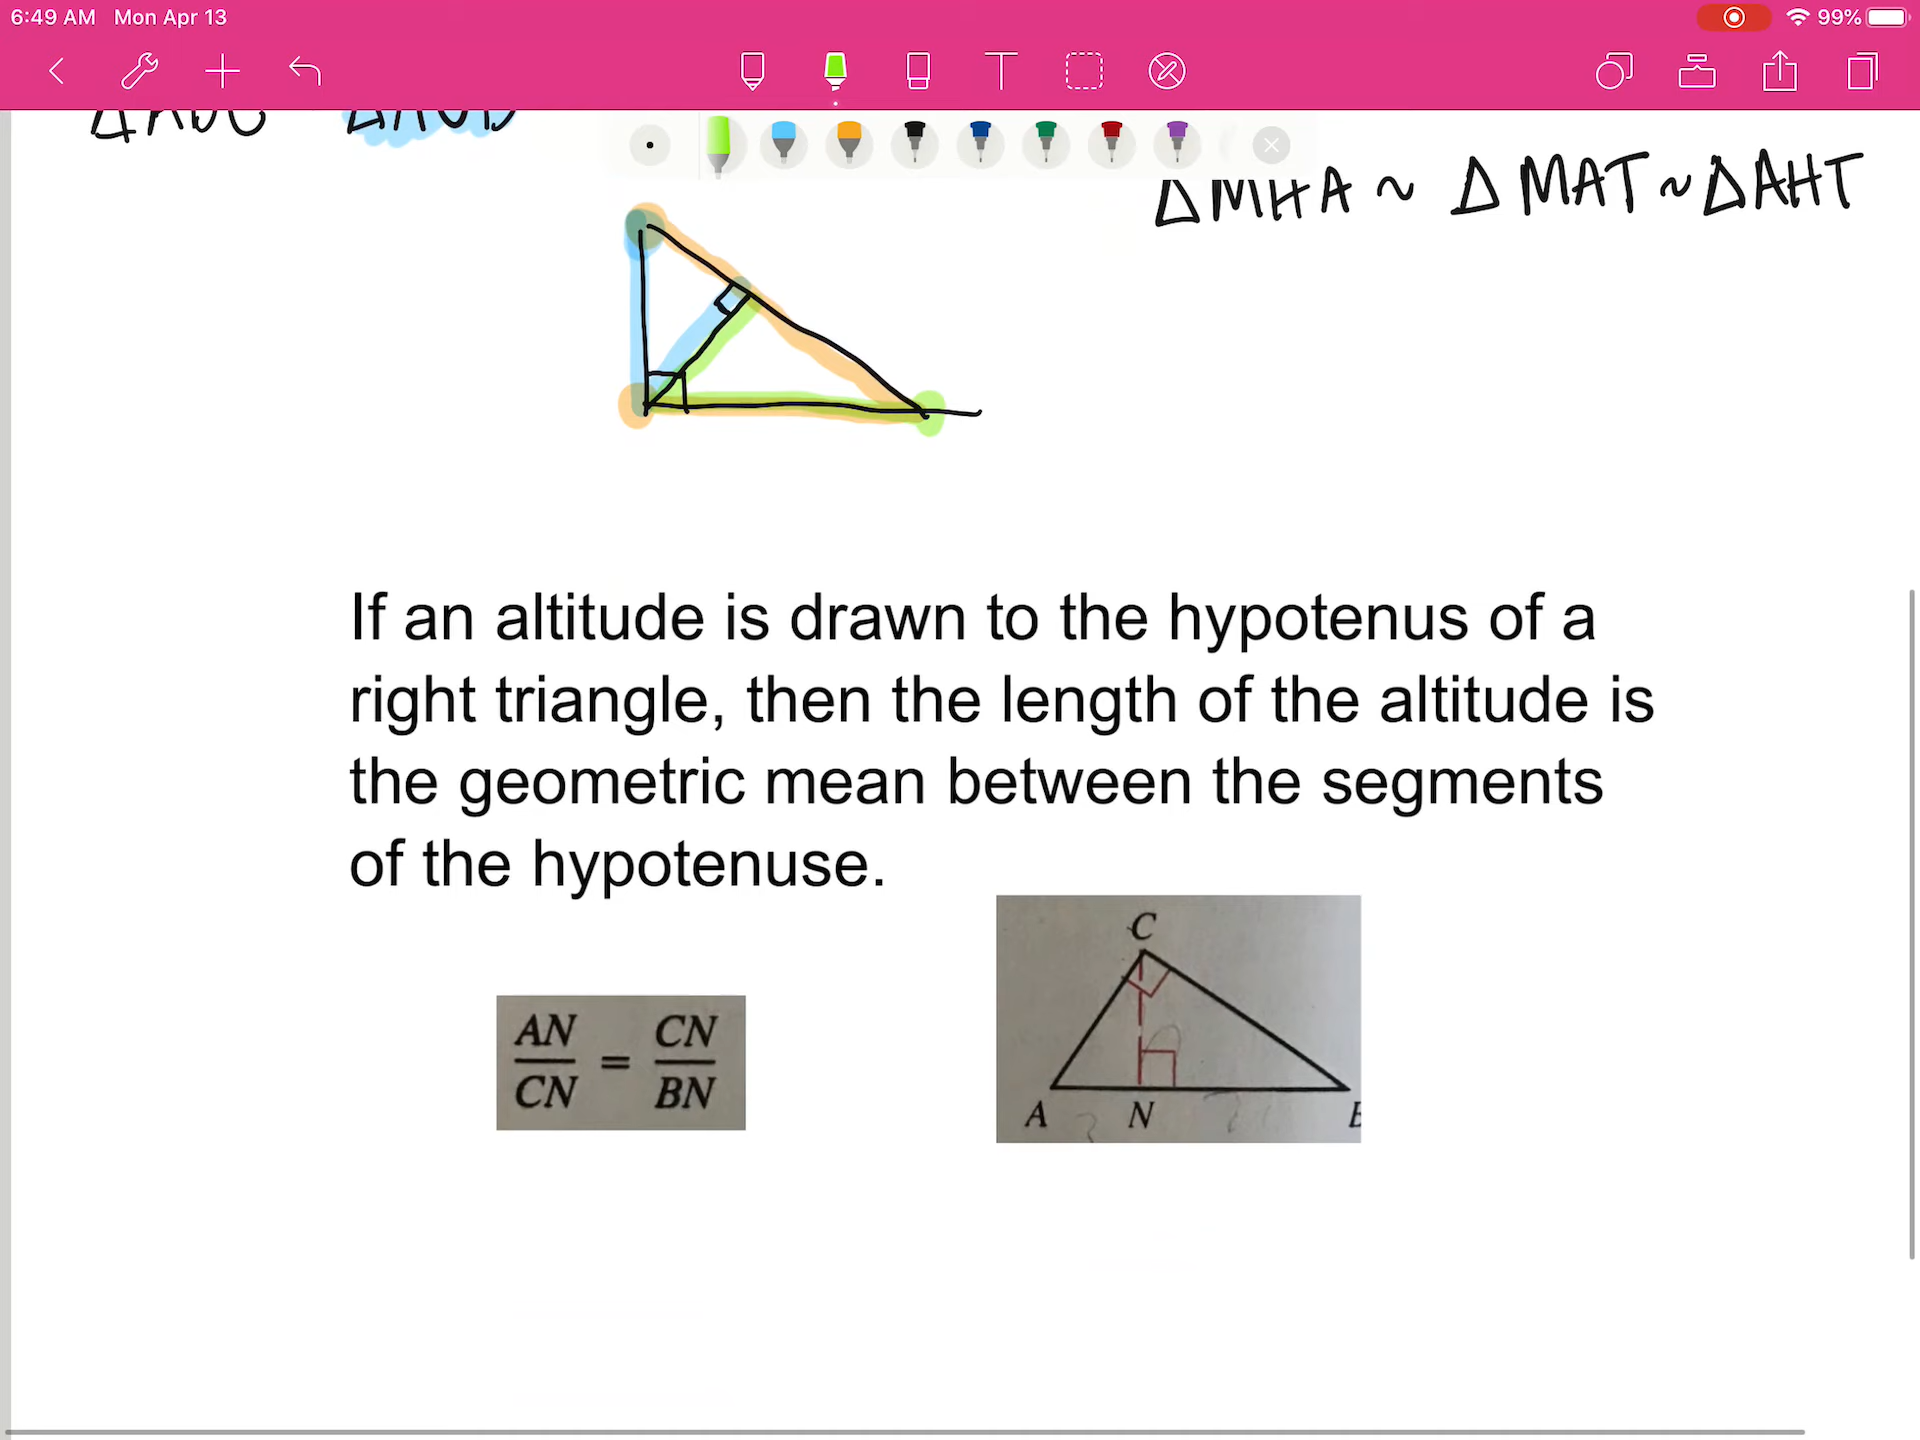 6:49 AM Mon Apr 13
99%
ΔMHA ~ ΔMAT ~ ΔAHT
If an altitude is drawn to the hypotenus of a
right triangle, then the length of the altitude is
the geometric mean between the segments
of the hypotenuse.
AN/CN = CN/BN
C
A N